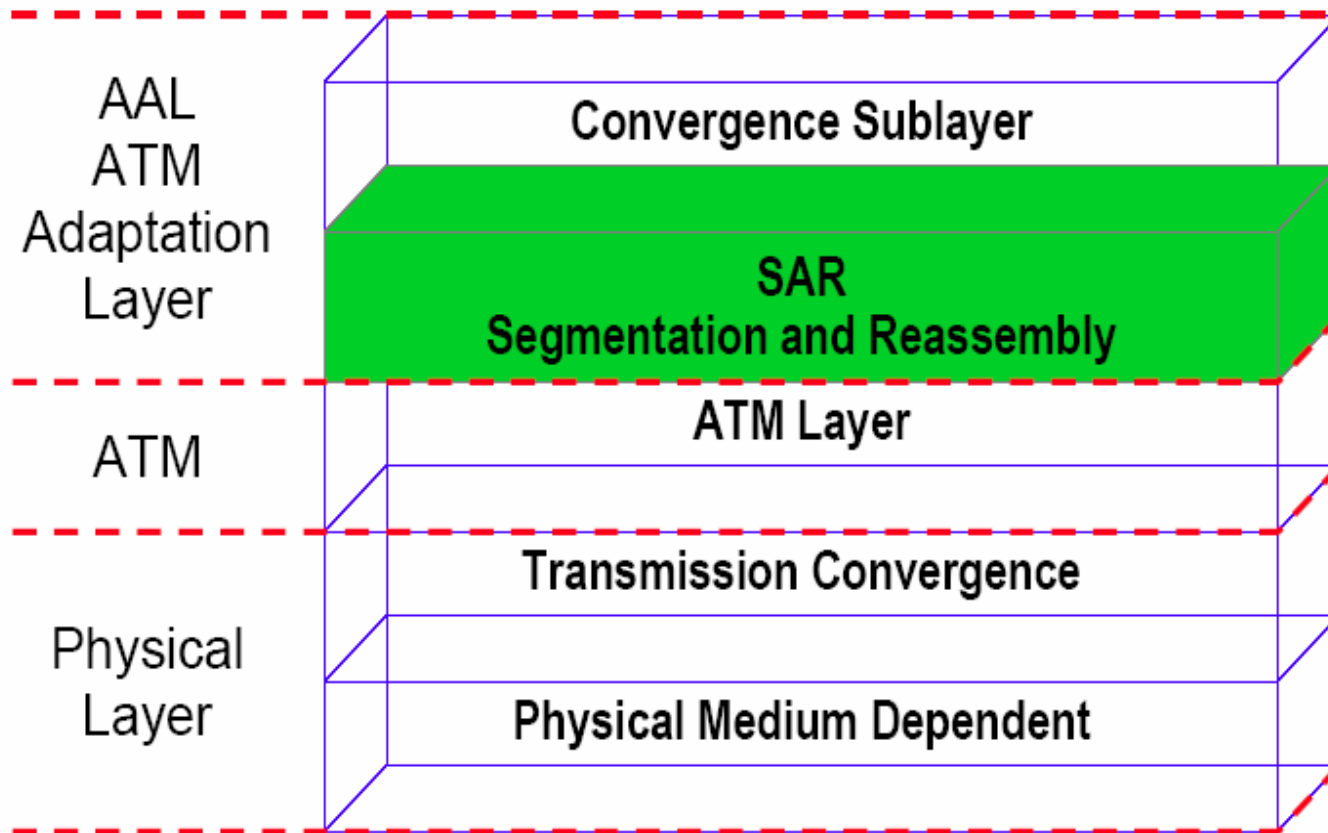 AAL
ATM
Adaptation
Layer
Convergence Sublayer
SAR
Segmentation and Reassembly
ATM
ATM Layer
Physical
Layer
Transmission Convergence
Physical Medium Dependent